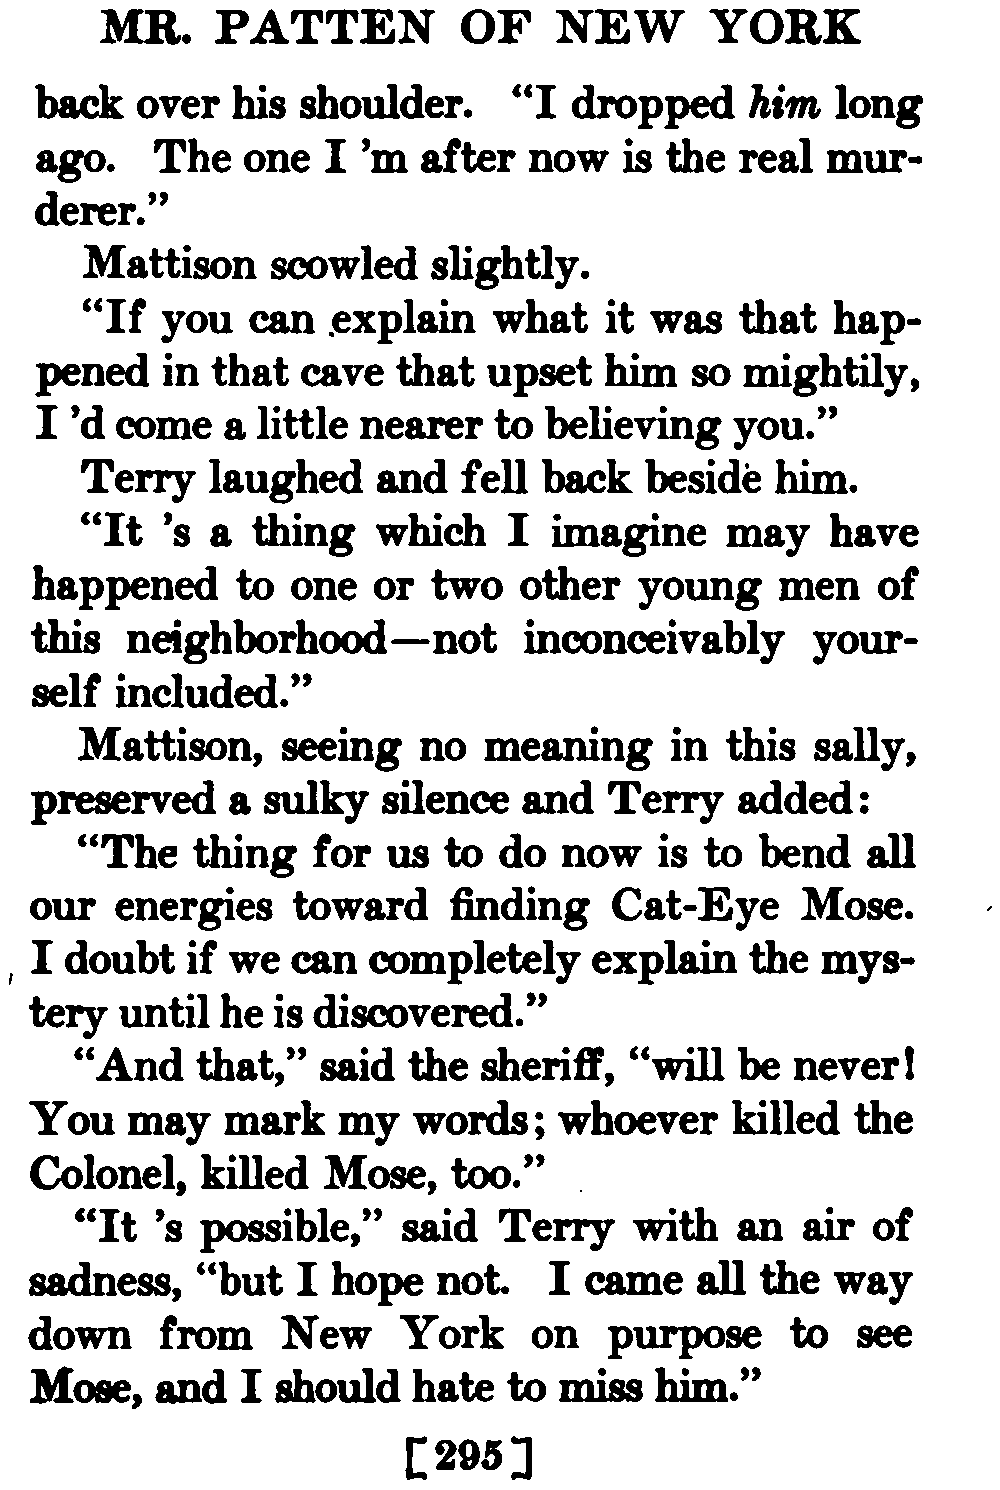 MR. PATTEN OF NEW YORK
back over his shoulder. “I dropped him long
ago. The one I ’m after now is the real mur-
derer.”
Mattison scowled slightly.
“If you can explain what it was that hap-
pened in that cave that upset him so mightily,
I ’d come a little nearer to believing you.”
Terry laughed and fell back beside him.
“It ’s a thing which I imagine may have
happened to one or two other young men of
this neighborhood—not inconceivably your-
self included.”
Mattison, seeing no meaning in this sally,
preserved a sulky silence and Terry added:
“The thing for us to do now is to bend all
our energies toward finding Cat-Eye Mose.
I doubt if we can completely explain the mys-
tery until he is discovered.”
“And that,” said the sheriff, “will be never!
You may mark my words; whoever killed the
Colonel, killed Mose, too.”
“It ’s possible,” said Terry with an air of
sadness, “but I hope not. I came all the way
down from New York on purpose to see
Mose, and I should hate to miss him.”
[295]